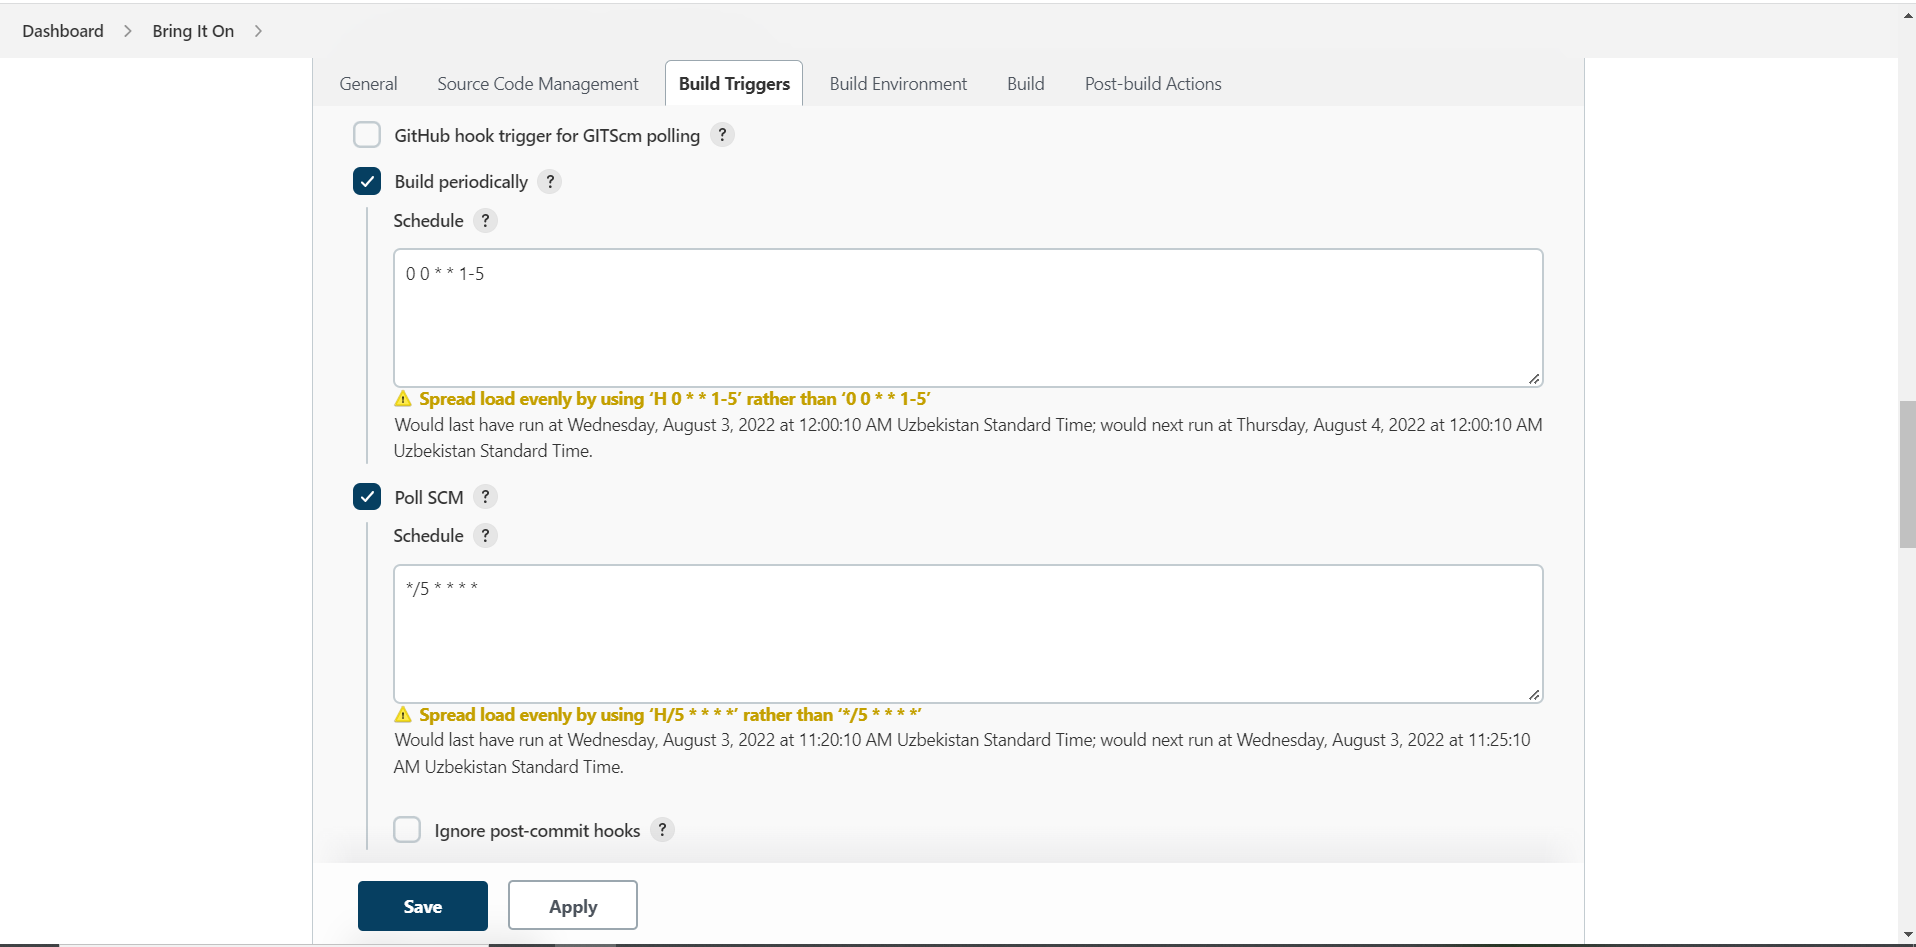 Dashboard > Bring It On >
General Source Code Management Build Triggers Build Environment Build Post-build Actions
GitHub hook trigger for GITScm polling ?
Build periodically ?
Schedule ?
0 0 * * 1-5
Spread load evenly by using ‘H 0 * * 1-5’ rather than ‘0 0 * * 1-5’
Would last have run at Wednesday, August 3, 2022 at 12:00:10 AM Uzbekistan Standard Time; would next run at Thursday, August 4, 2022 at 12:00:10 AM
Uzbekistan Standard Time.
Poll SCM ?
Schedule ?
*/5 * * * *
Spread load evenly by using ‘H/5 * * * *’ rather than ‘*/5 * * * *’
Would last have run at Wednesday, August 3, 2022 at 11:20:10 AM Uzbekistan Standard Time; would next run at Wednesday, August 3, 2022 at 11:25:10
AM Uzbekistan Standard Time.
Ignore post-commit hooks ?
Save Apply